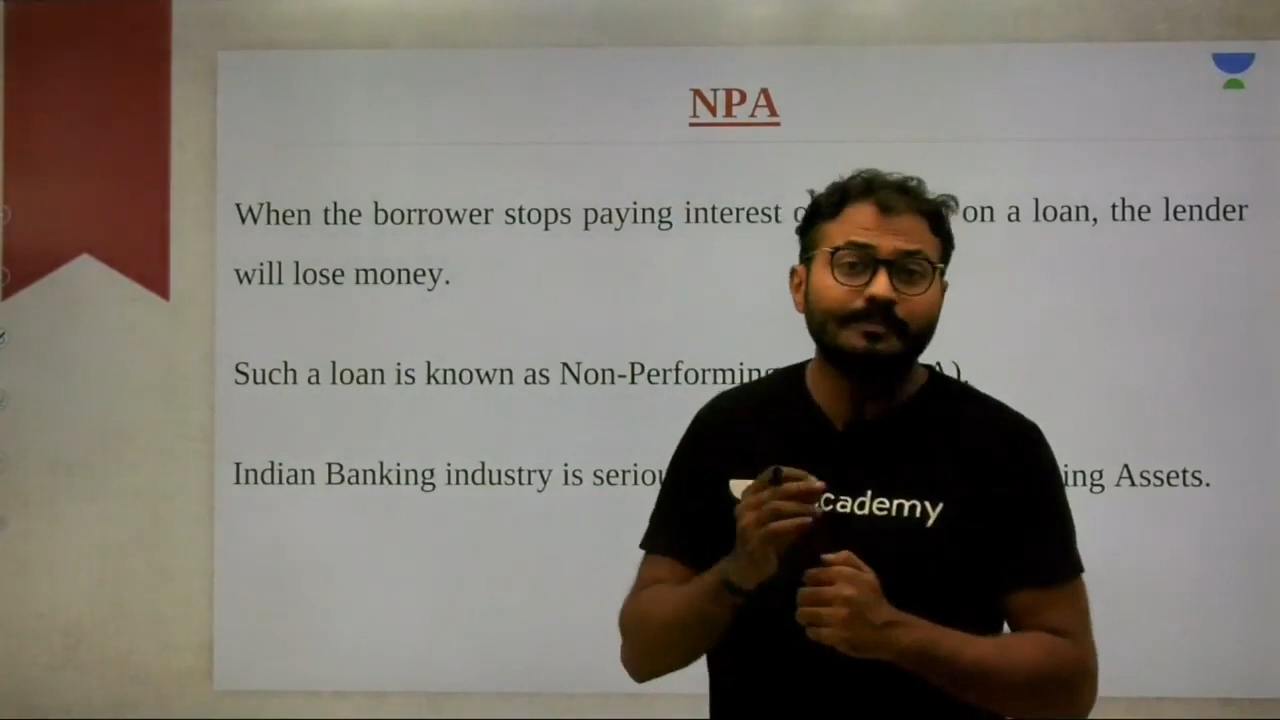 NPA
When the borrower stops paying interest on a loan, the lender
will lose money.
Such a loan is known as Non-Performing A).
Indian Banking industry is ing Assets.
cademy